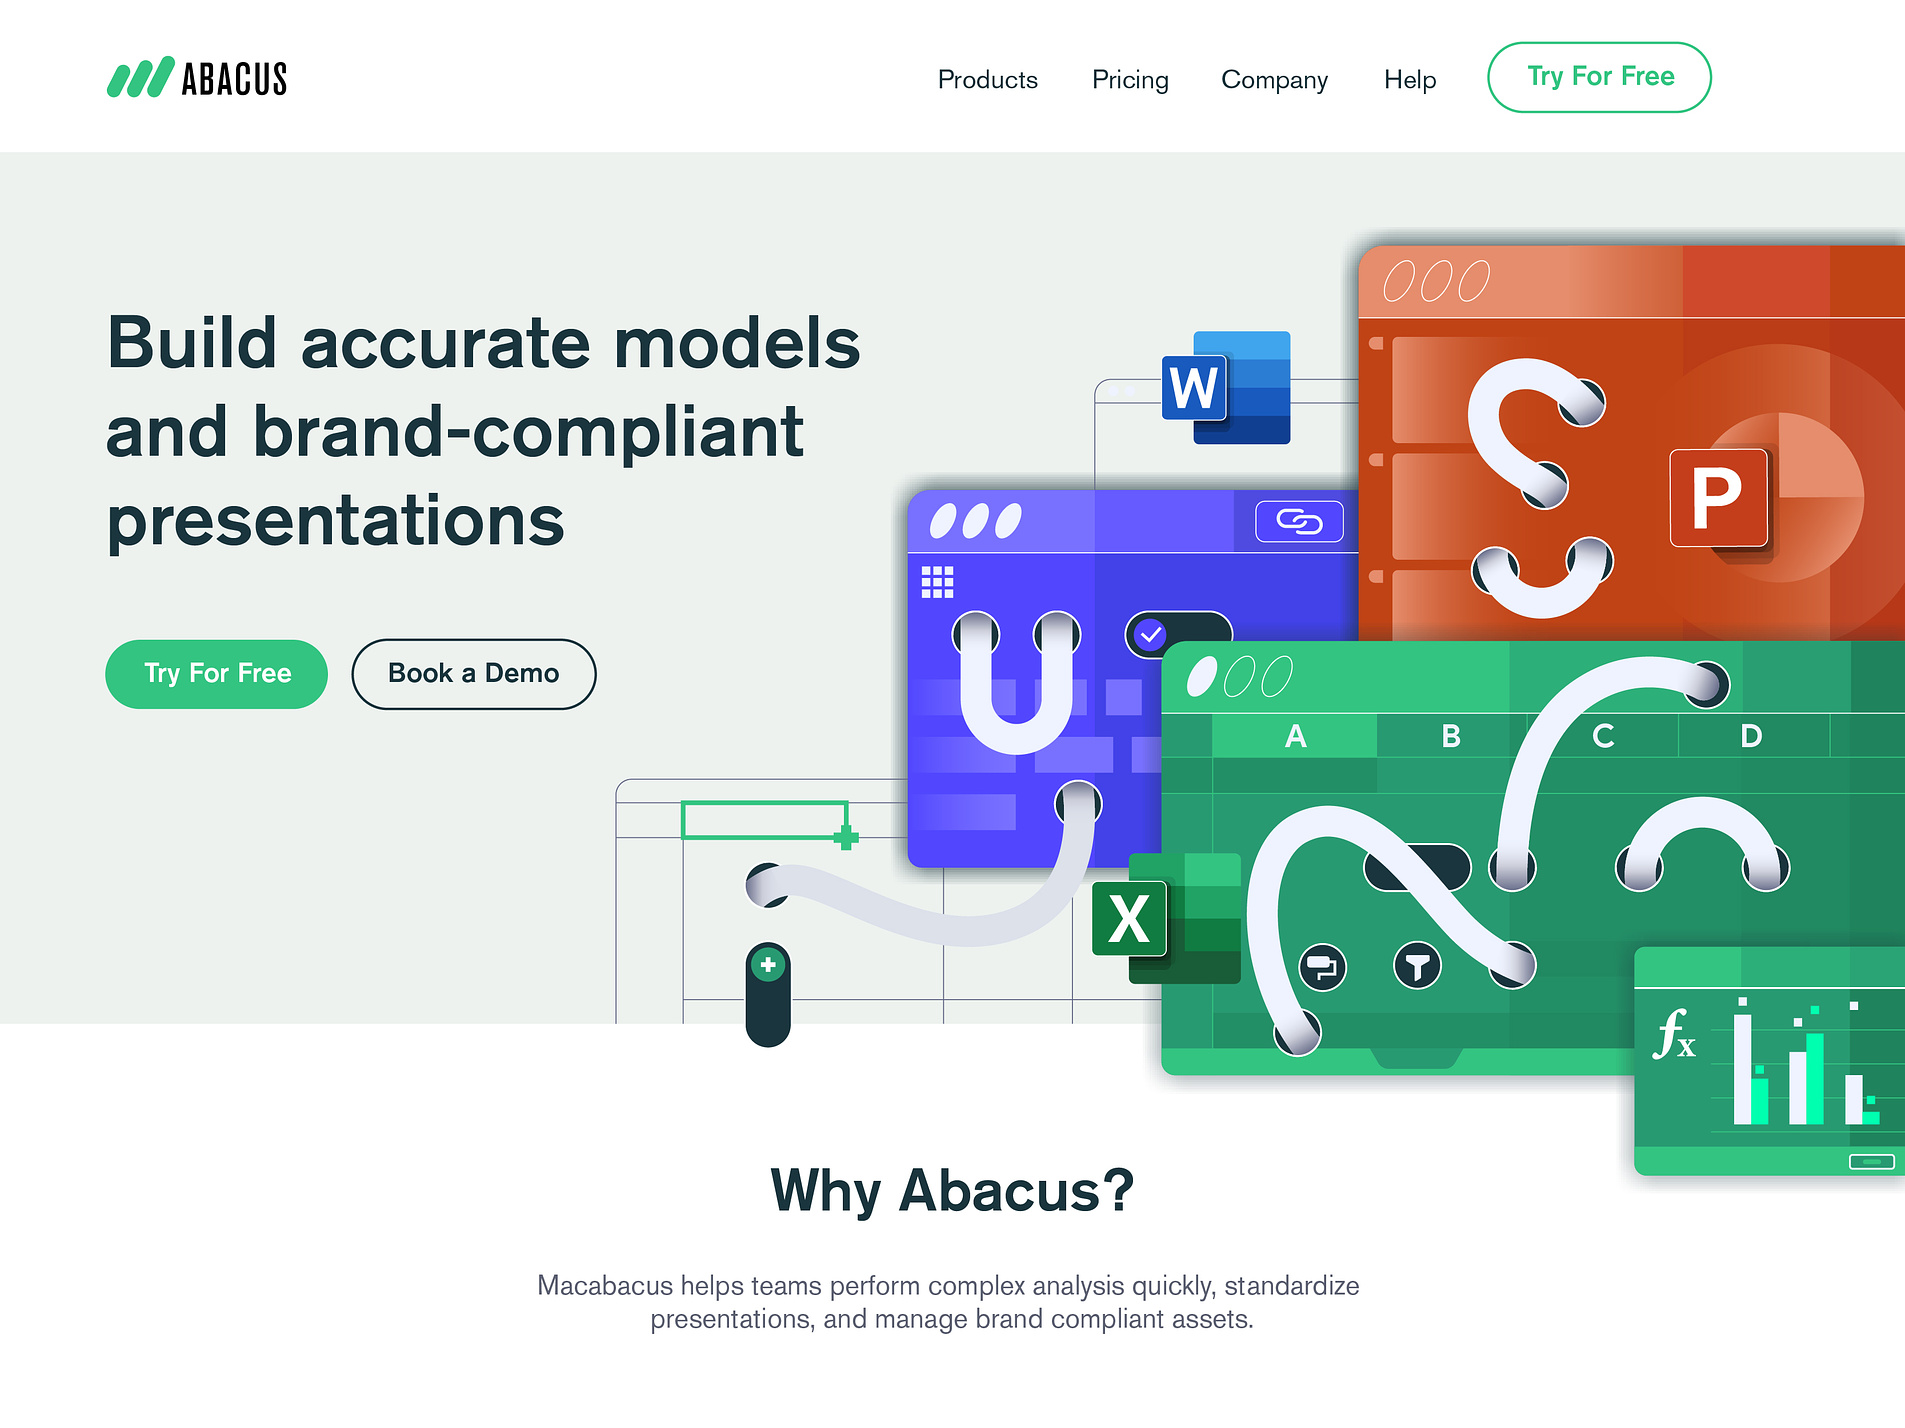 ABACUS
Products
Pricing
Company
Help
Try For Free
Build accurate models
and brand-compliant
presentations
Try For Free
Book a Demo
W
P
A
B
C
D
X
fx
Why Abacus?
Macabacus helps teams perform complex analysis quickly, standardize
presentations, and manage brand compliant assets.